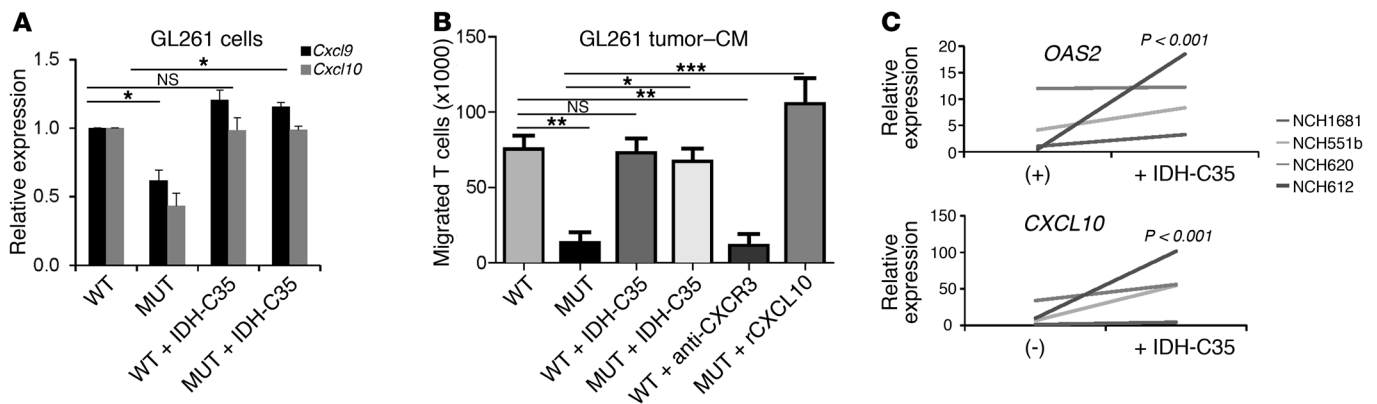 A
GL261 cells
Cxcl9
Cxcl10
Relative expression
1.5
1.0
0.5
0.0
*
NS
*
WT
MUT
WT + IDH-C35
MUT + IDH-C35
B
GL261 tumor–CM
Migrated T cells (x1000)
150
100
50
0
***
*
**
NS
**
WT
MUT
WT + IDH-C35
MUT + IDH-C35
WT + anti-CXCR3
MUT + rCXCL10
C
OAS2
P < 0.001
Relative
expression
20
15
10
5
0
(+)
+ IDH-C35
CXCL10
P < 0.001
Relative
expression
150
100
50
0
(-)
+ IDH-C35
NCH1681
NCH551b
NCH620
NCH612